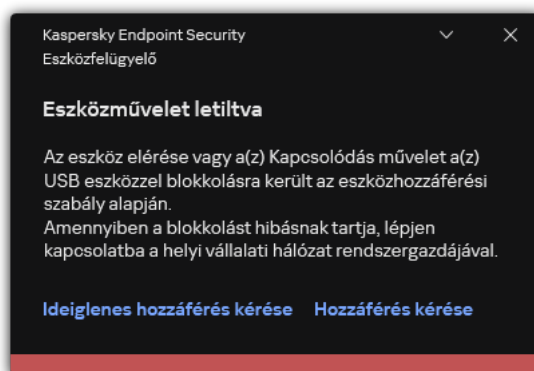 Kaspersky Endpoint Security
Eszközfelügyelő
Eszközművelet letiltva
Az eszköz elérése vagy a(z) Kapcsolódás művelet a(z)
USB eszközzel blokkolásra került az eszközhozzáférési
szabály alapján.
Amennyiben a blokkolást hibásnak tartja, lépjen
kapcsolatba a helyi vállalati hálózat rendszergazdájával.
Ideiglenes hozzáférés kérése Hozzáférés kérése